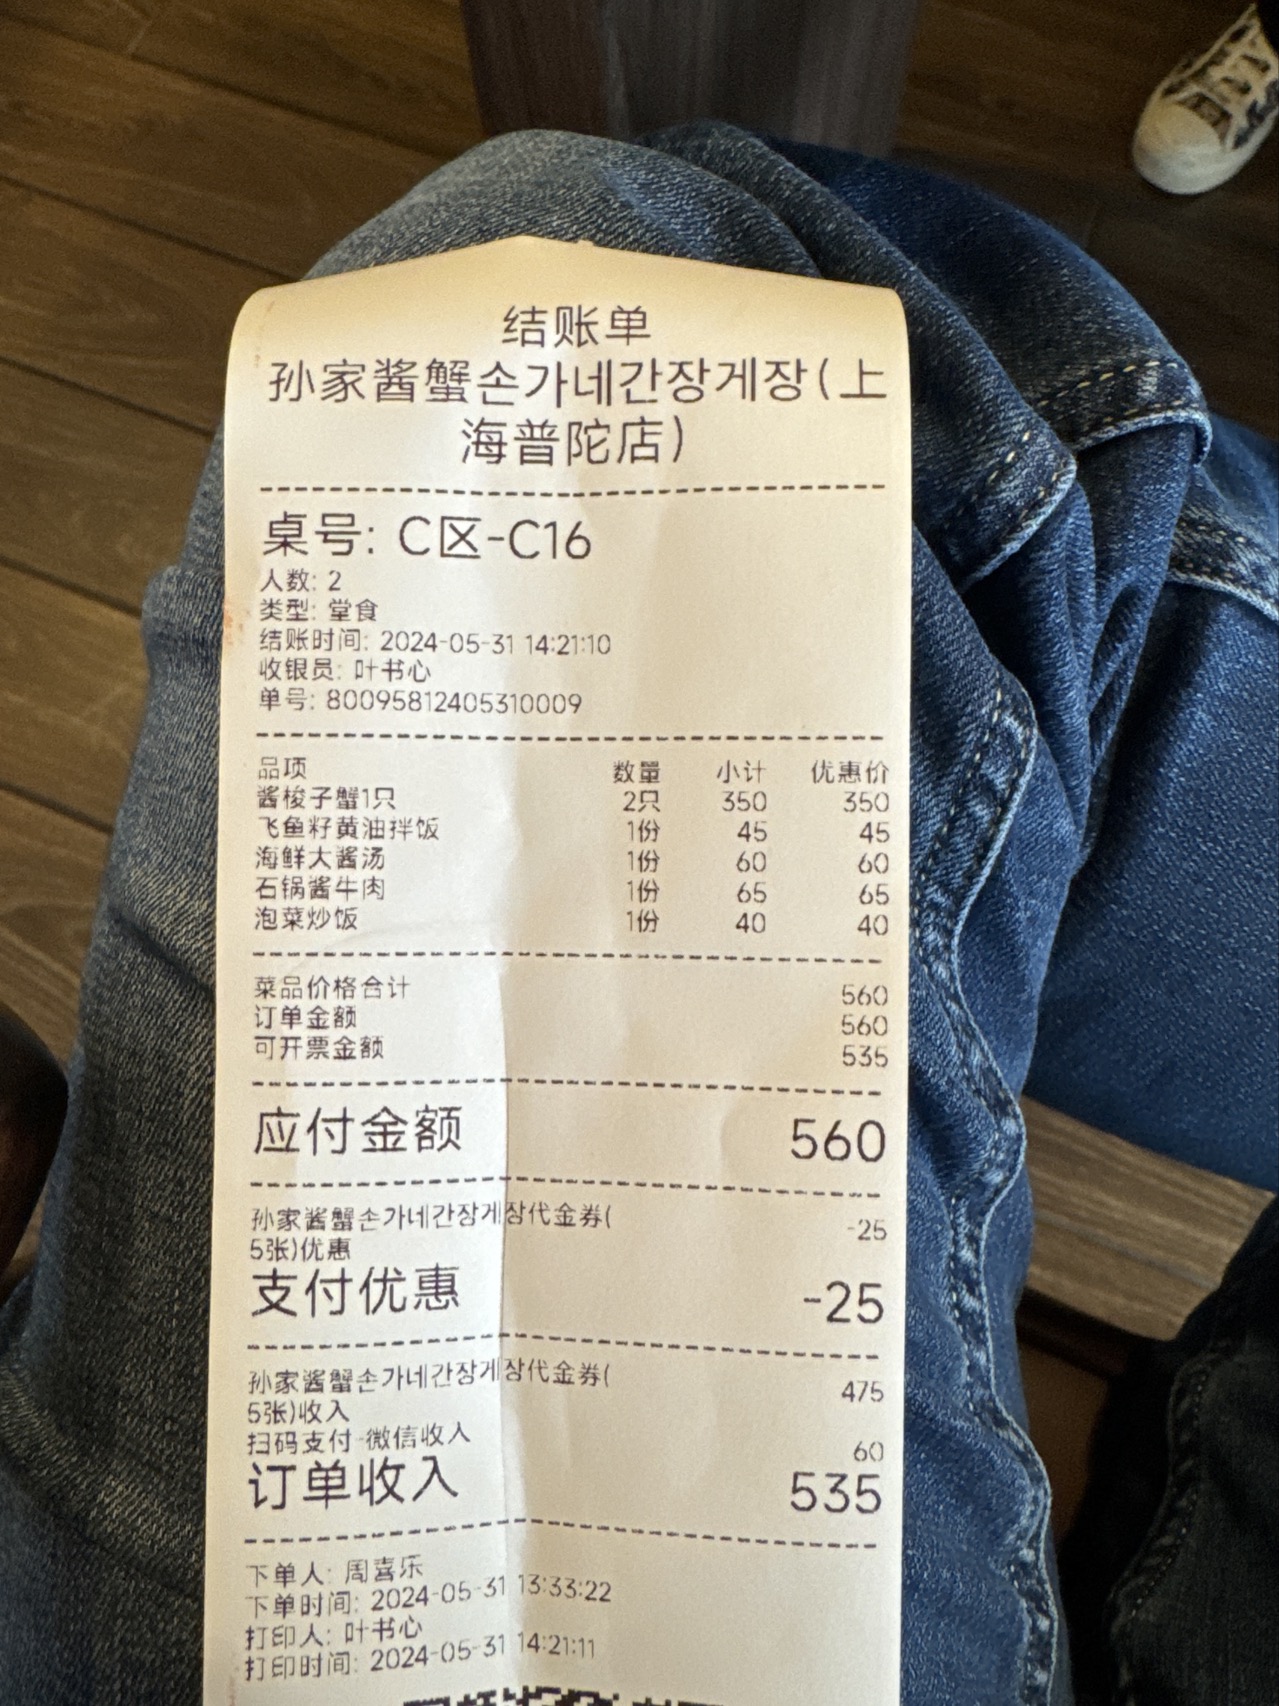 结账单
孙家酱蟹손가네간장게장(上
海普陀店)
桌号: C区-C16
人数: 2
类型: 堂食
结账时间: 2024-05-31 14:21:10
收银员: 叶书心
单号: 80095812405310009
品项 数量 小计 优惠价
酱梭子蟹1只 2只 350 350
飞鱼籽黄油拌饭 1份 45 45
海鲜大酱汤 1份 60 60
石锅酱牛肉 1份 65 65
泡菜炒饭 1份 40 40
菜品价格合计 560
订单金额 560
可开票金额 535
应付金额 560
孙家酱蟹손가네간장게장代金券( -25
5张)优惠
支付优惠 -25
孙家酱蟹손가네간장게장代金券( 475
5张)收入
扫码支付-微信收入 60
订单收入 535
下单人: 周喜乐
下单时间: 2024-05-31 13:33:22
打印人: 叶书心
打印时间: 2024-05-31 14:21:11